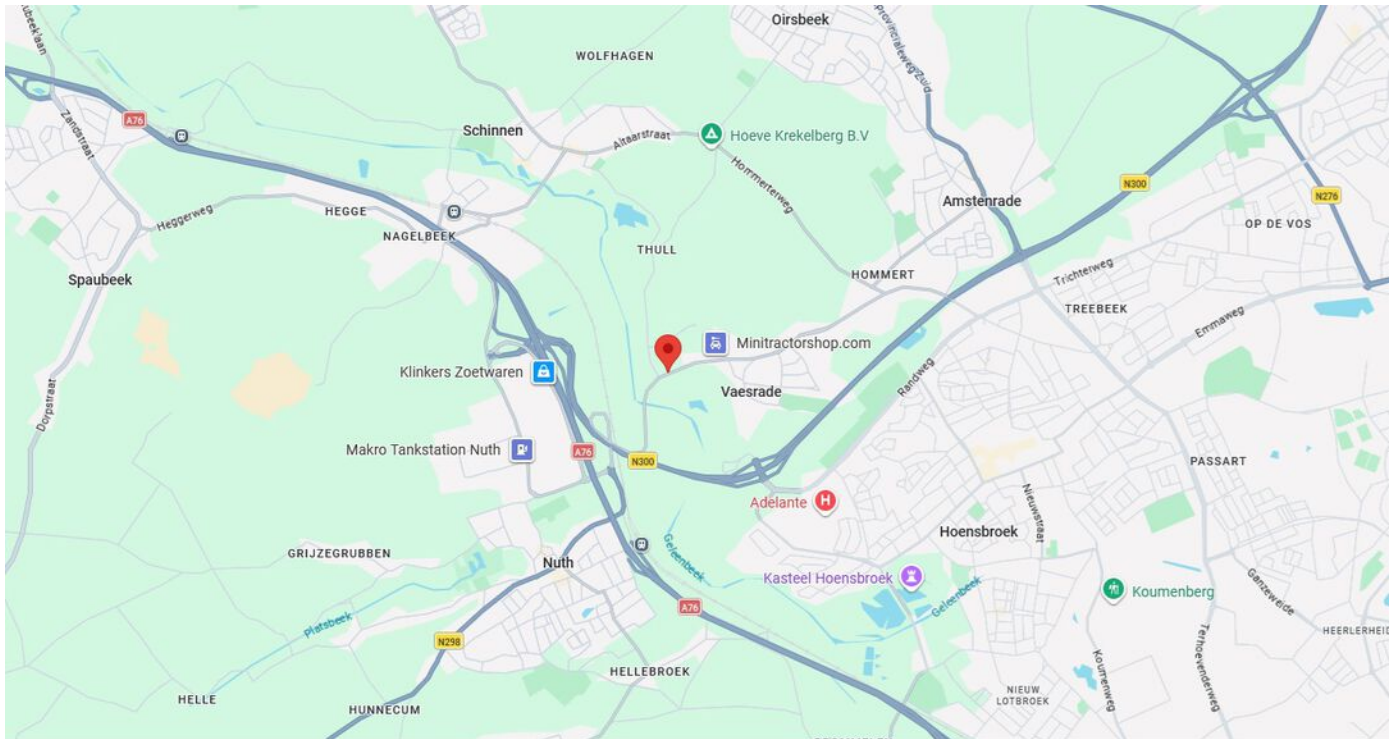 Oirsbeek
WOLFHAGEN
Provincialeweg Zuid
A76
Zandstraat
Schinnen
Altaarstraat
Hoeve Krekelberg B.V
Hommerterweg
N300
N276
Amstenrade
HEGGE
Heggerweg
NAGELBEEK
OP DE VOS
THULL
HOMMERT
Trichterweg
Spaubeek
TREEBEEK
Emmaweg
Minitractorshop.com
Klinkers Zoetwaren
Vaesrade
Randweg
Dorpstraat
Makro Tankstation Nuth
A76
N300
PASSART
Adelante
H
Nieuwstraat
Hoensbroek
GRIJZEGRUBBEN
Nuth
Geleenbeek
Kasteel Hoensbroek
Geleenbeek
Koumenberg
Ganzeweide
A76
Platsbeek
N298
HEERLERHEID
Terhoevenderweg
Koumenweg
HELLEBROEK
HELLE
NIEUW
LOTBROEK
HUNNECUM